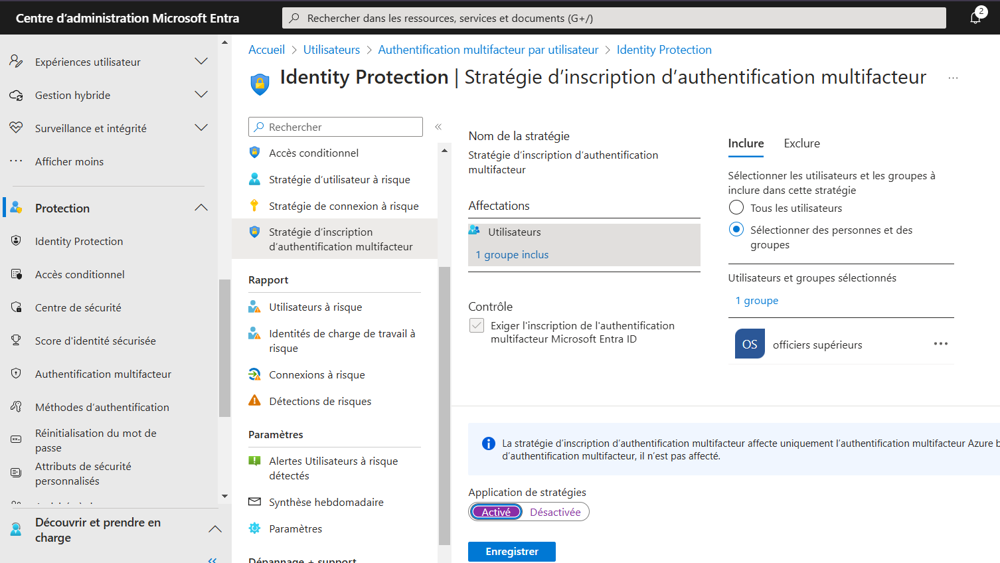 Centre d’administration Microsoft Entra
Rechercher dans les ressources, services et documents (G+/)
2
Expériences utilisateur
Gestion hybride
Surveillance et intégrité
Afficher moins
Protection
Identity Protection
Accès conditionnel
Centre de sécurité
Score d'identité sécurisée
Authentification multifacteur
Méthodes d’authentification
Réinitialisation du mot de
passe
Attributs de sécurité
personnalisés
Découvrir et prendre en
charge
Accueil > Utilisateurs > Authentification multifacteur par utilisateur > Identity Protection
Identity Protection | Stratégie d’inscription d’authentification multifacteur
Rechercher
Accès conditionnel
Stratégie d’utilisateur à risque
Stratégie de connexion à risque
Stratégie d’inscription
d’authentification multifacteur
Rapport
Utilisateurs à risque
Identités de charge de travail à
risque
Connexions à risque
Détections de risques
Paramètres
Alertes Utilisateurs à risque
détectés
Synthèse hebdomadaire
Paramètres
Dépannage + support
Nom de la stratégie
Stratégie d’inscription d’authentification
multifacteur
Affectations
Utilisateurs
1 groupe inclus
Contrôle
Exiger l'inscription de l'authentification
multifacteur Microsoft Entra ID
Inclure Exclure
Sélectionner les utilisateurs et les groupes à
inclure dans cette stratégie
Tous les utilisateurs
Sélectionner des personnes et des
groupes
Utilisateurs et groupes sélectionnés
1 groupe
OS officiers supérieurs
La stratégie d’inscription d’authentification multifacteur affecte uniquement l’authentification multifacteur Azure
d’authentification multifacteur, il n’est pas affecté.
Application de stratégies
Activé Désactivée
Enregistrer